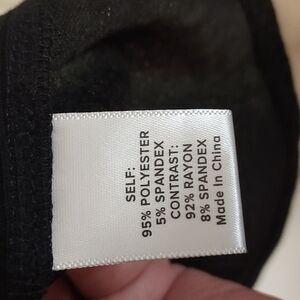 SELF:
95% POLYESTER
5% SPANDEX
CONTRAST:
92% RAYON
8% SPANDEX
Made In China